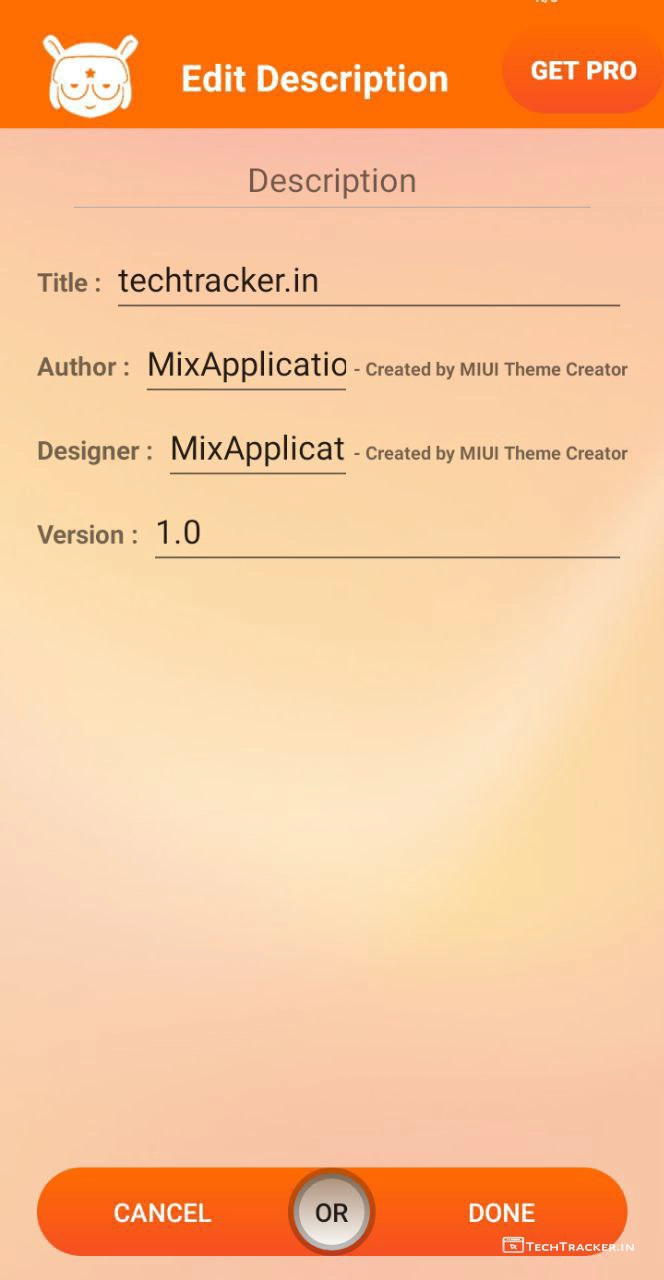 Edit Description
GET PRO
Description
Title : techtracker.in
Author : MixApplicatio - Created by MIUI Theme Creator
Designer : MixApplicat - Created by MIUI Theme Creator
Version : 1.0
CANCEL OR DONE
TECHTRACKER.IN